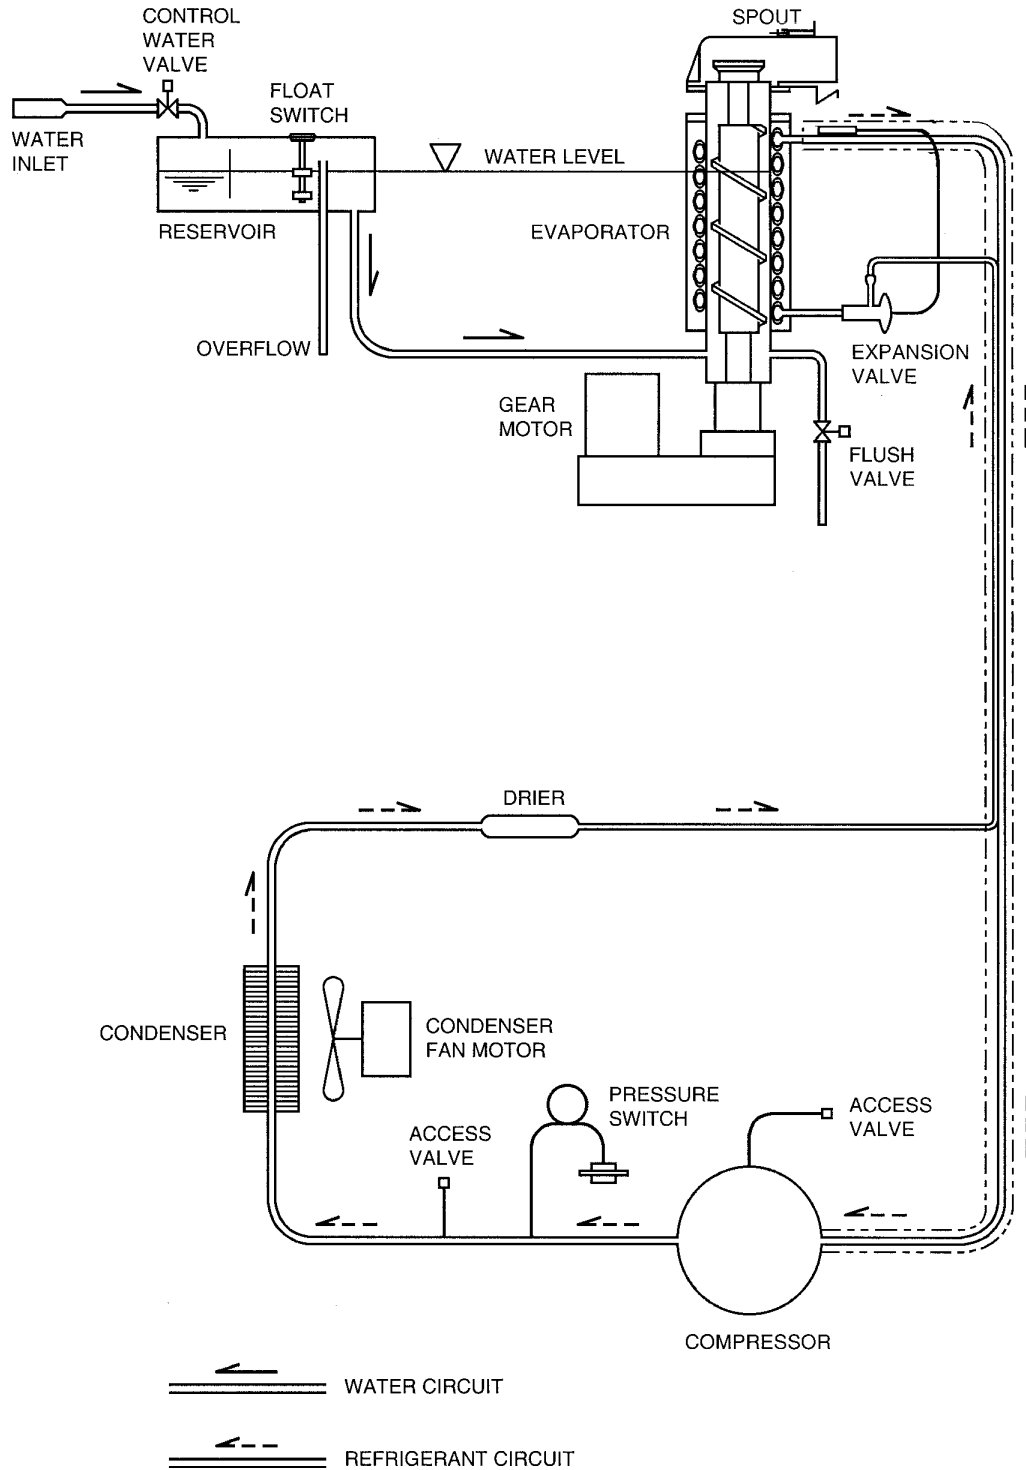 CONTROL
WATER
VALVE
SPOUT
FLOAT
SWITCH
WATER
INLET
WATER LEVEL
RESERVOIR
EVAPORATOR
OVERFLOW
EXPANSION
VALVE
GEAR
MOTOR
FLUSH
VALVE
DRIER
CONDENSER
CONDENSER
FAN MOTOR
PRESSURE
SWITCH
ACCESS
VALVE
ACCESS
VALVE
COMPRESSOR
WATER CIRCUIT
REFRIGERANT CIRCUIT